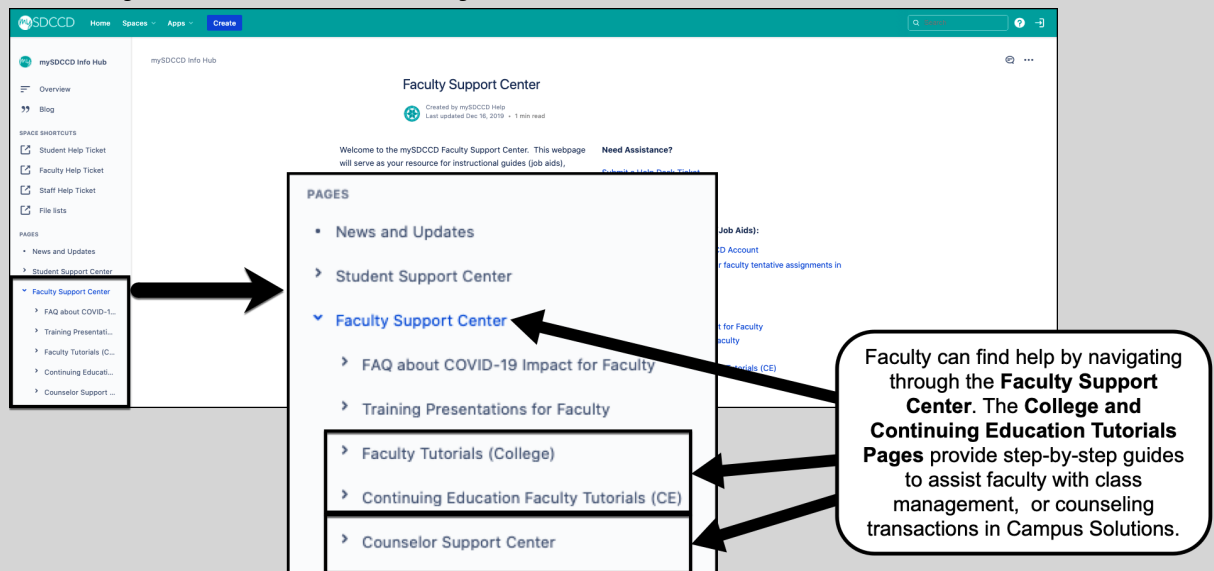 mySDCCD Home Spaces Apps Create
mySDCCD Info Hub
Overview
Blog
SPACE SHORTCUTS
Student Help Ticket
Faculty Help Ticket
Staff Help Ticket
File lists
PAGES
• News and Updates
Student Support Center
Faculty Support Center
FAQ about COVID-1...
Training Presentati...
Faculty Tutorials (C...
Continuing Educati...
Counselor Support ...
mySDCCD Info Hub
Faculty Support Center
Created by mySDCCD Help
Last updated Dec 16, 2019 • 1 min read
Welcome to the mySDCCD Faculty Support Center. This webpage
will serve as your resource for instructional guides (job aids),
Need Assistance?
Submit a Help Desk Ticket
Job Aids):
CD Account
r faculty tentative assignments in
t for Faculty
aculty
Tutorials (CE)
PAGES
• News and Updates
Student Support Center
Faculty Support Center
FAQ about COVID-19 Impact for Faculty
Training Presentations for Faculty
Faculty Tutorials (College)
Continuing Education Faculty Tutorials (CE)
Counselor Support Center
Faculty can find help by navigating
through the Faculty Support
Center. The College and
Continuing Education Tutorials
Pages provide step-by-step guides
to assist faculty with class
management, or counseling
transactions in Campus Solutions.